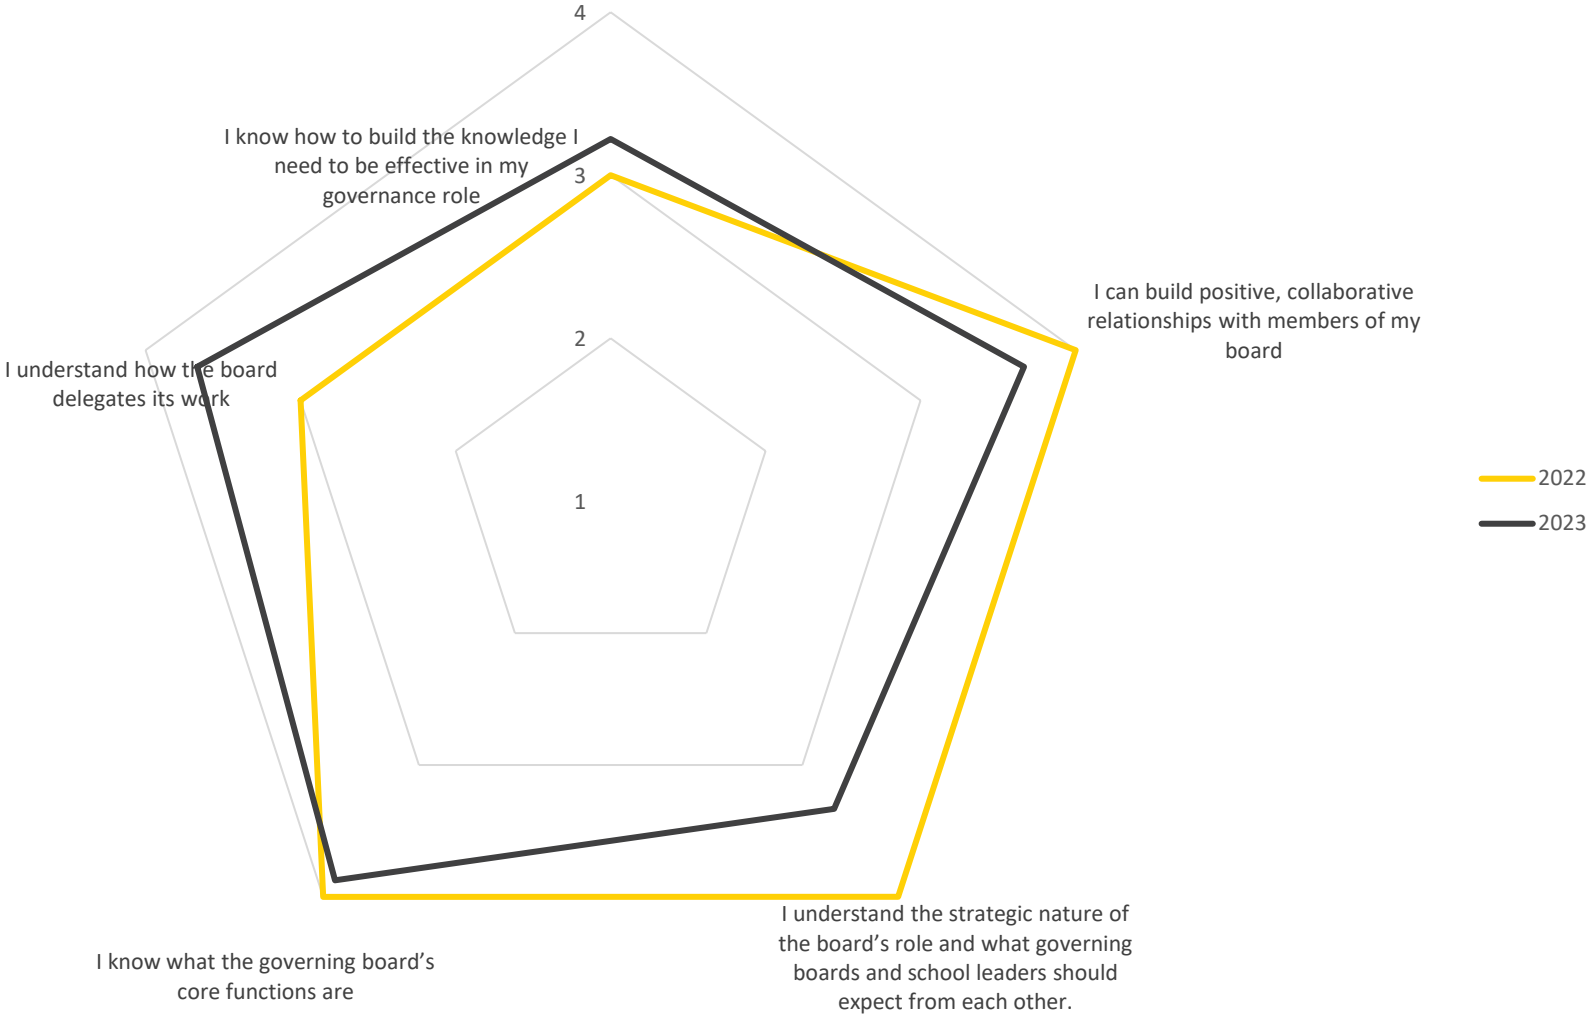 4
I know how to build the knowledge I
need to be effective in my
governance role
3
I can build positive, collaborative
relationships with members of my
board
2
I understand how the board
delegates its work
1
2022
2023
I understand the strategic nature of
the board’s role and what governing
boards and school leaders should
expect from each other.
I know what the governing board’s
core functions are